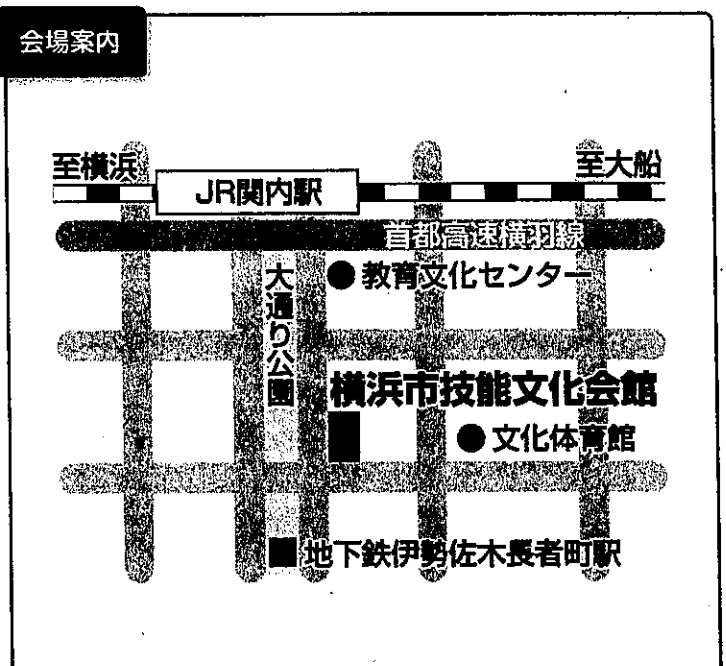 会場案内
至横浜
JR関内駅
至大船
首都高速横羽線
大通り公園
● 教育文化センター
横浜市技能文化会館
● 文化体育館
■ 地下鉄伊勢佐木長者町駅